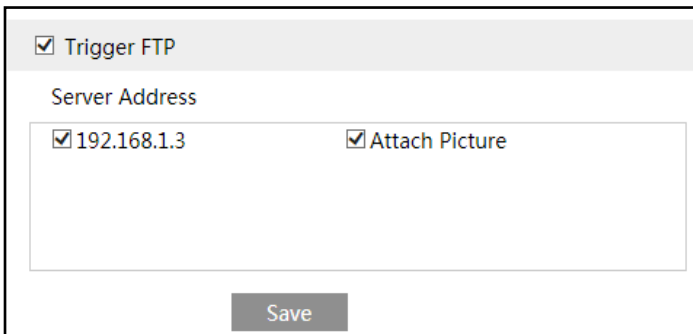 Trigger FTP
Server Address
192.168.1.3 Attach Picture
Save